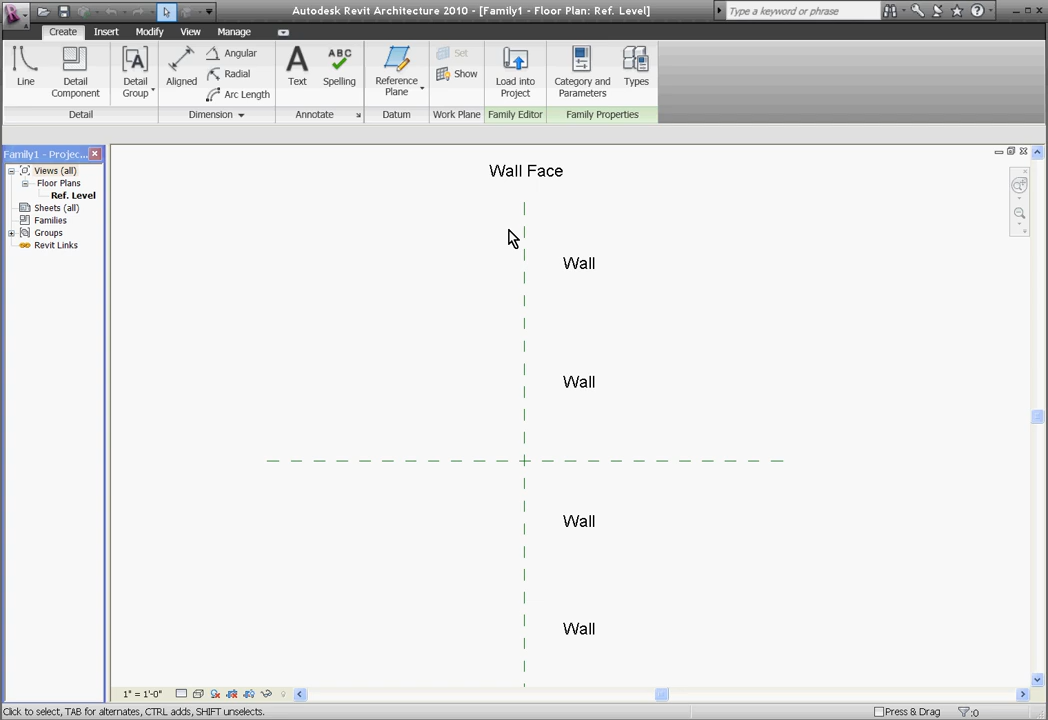 Autodesk Revit Architecture 2010 - [Family1 - Floor Plan: Ref. Level]
Type a keyword or phrase
Create Insert Modify View Manage
Line
Detail Component
Detail Group
Detail
Aligned
Angular
Radial
Arc Length
Dimension
Text
ABC
Spelling
Annotate
Reference Plane
Datum
Set
Show
Work Plane
Load into Project
Family Editor
Category and Parameters
Types
Family Properties
Family1 - Projec...
Views (all)
Floor Plans
Ref. Level
Sheets (all)
Families
Groups
Revit Links
Wall Face
Wall
Wall
Wall
Wall
1" = 1'-0"
Click to select, TAB for alternates, CTRL adds, SHIFT unselects.
Press & Drag
:0